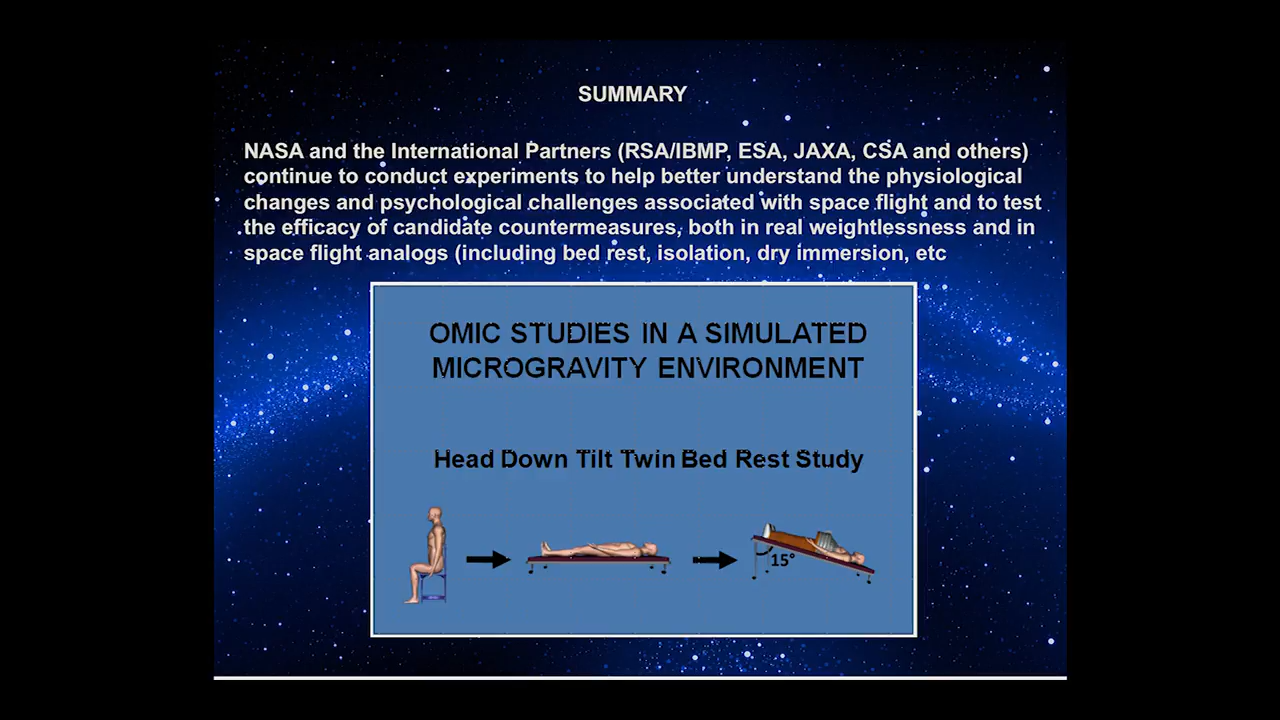 SUMMARY
NASA and the International Partners (RSA/IBMP, ESA, JAXA, CSA and others)
continue to conduct experiments to help better understand the physiological
changes and psychological challenges associated with space flight and to test
the efficacy of candidate countermeasures, both in real weightlessness and in
space flight analogs (including bed rest, isolation, dry immersion, etc
OMIC STUDIES IN A SIMULATED
MICROGRAVITY ENVIRONMENT
Head Down Tilt Twin Bed Rest Study
15°